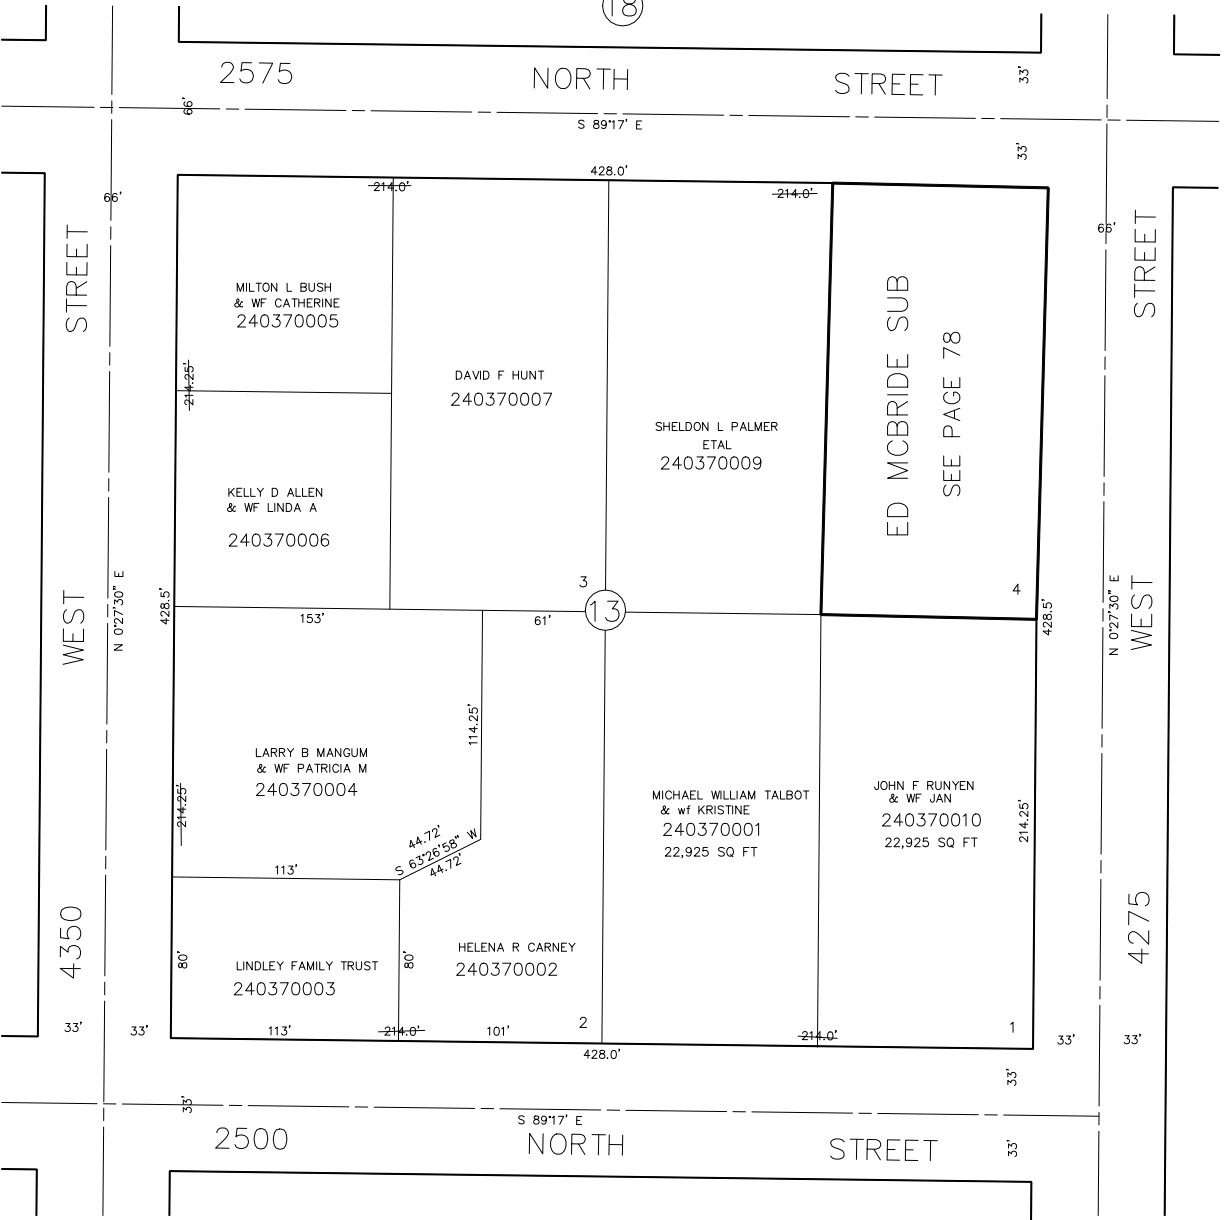 18
2575 NORTH STREET
33'
66'
S 89°17' E
33'
428.0'
66'
214.0'
214.0'
66'
STREET
STREET
MILTON L BUSH
& WF CATHERINE
240370005
214.25'
DAVID F HUNT
240370007
SHELDON L PALMER
ETAL
240370009
ED MCBRIDE SUB
SEE PAGE 78
KELLY D ALLEN
& WF LINDA A
240370006
N 0°27'30" E
WEST
428.5'
3
13
4
428.5'
N 0°27'30" E
WEST
153'
61'
114.25'
LARRY B MANGUM
& WF PATRICIA M
240370004
214.25'
44.72'
S 63°26'58" W
44.72'
MICHAEL WILLIAM TALBOT
& wf KRISTINE
240370001
22,925 SQ FT
JOHN F RUNYEN
& WF JAN
240370010
22,925 SQ FT
214.25'
113'
4350
4275
80'
80'
LINDLEY FAMILY TRUST
240370003
HELENA R CARNEY
240370002
33'
33'
113'
214.0'
101'
2
214.0'
1
33'
33'
428.0'
33'
33'
S 89°17' E
2500 NORTH STREET
33'